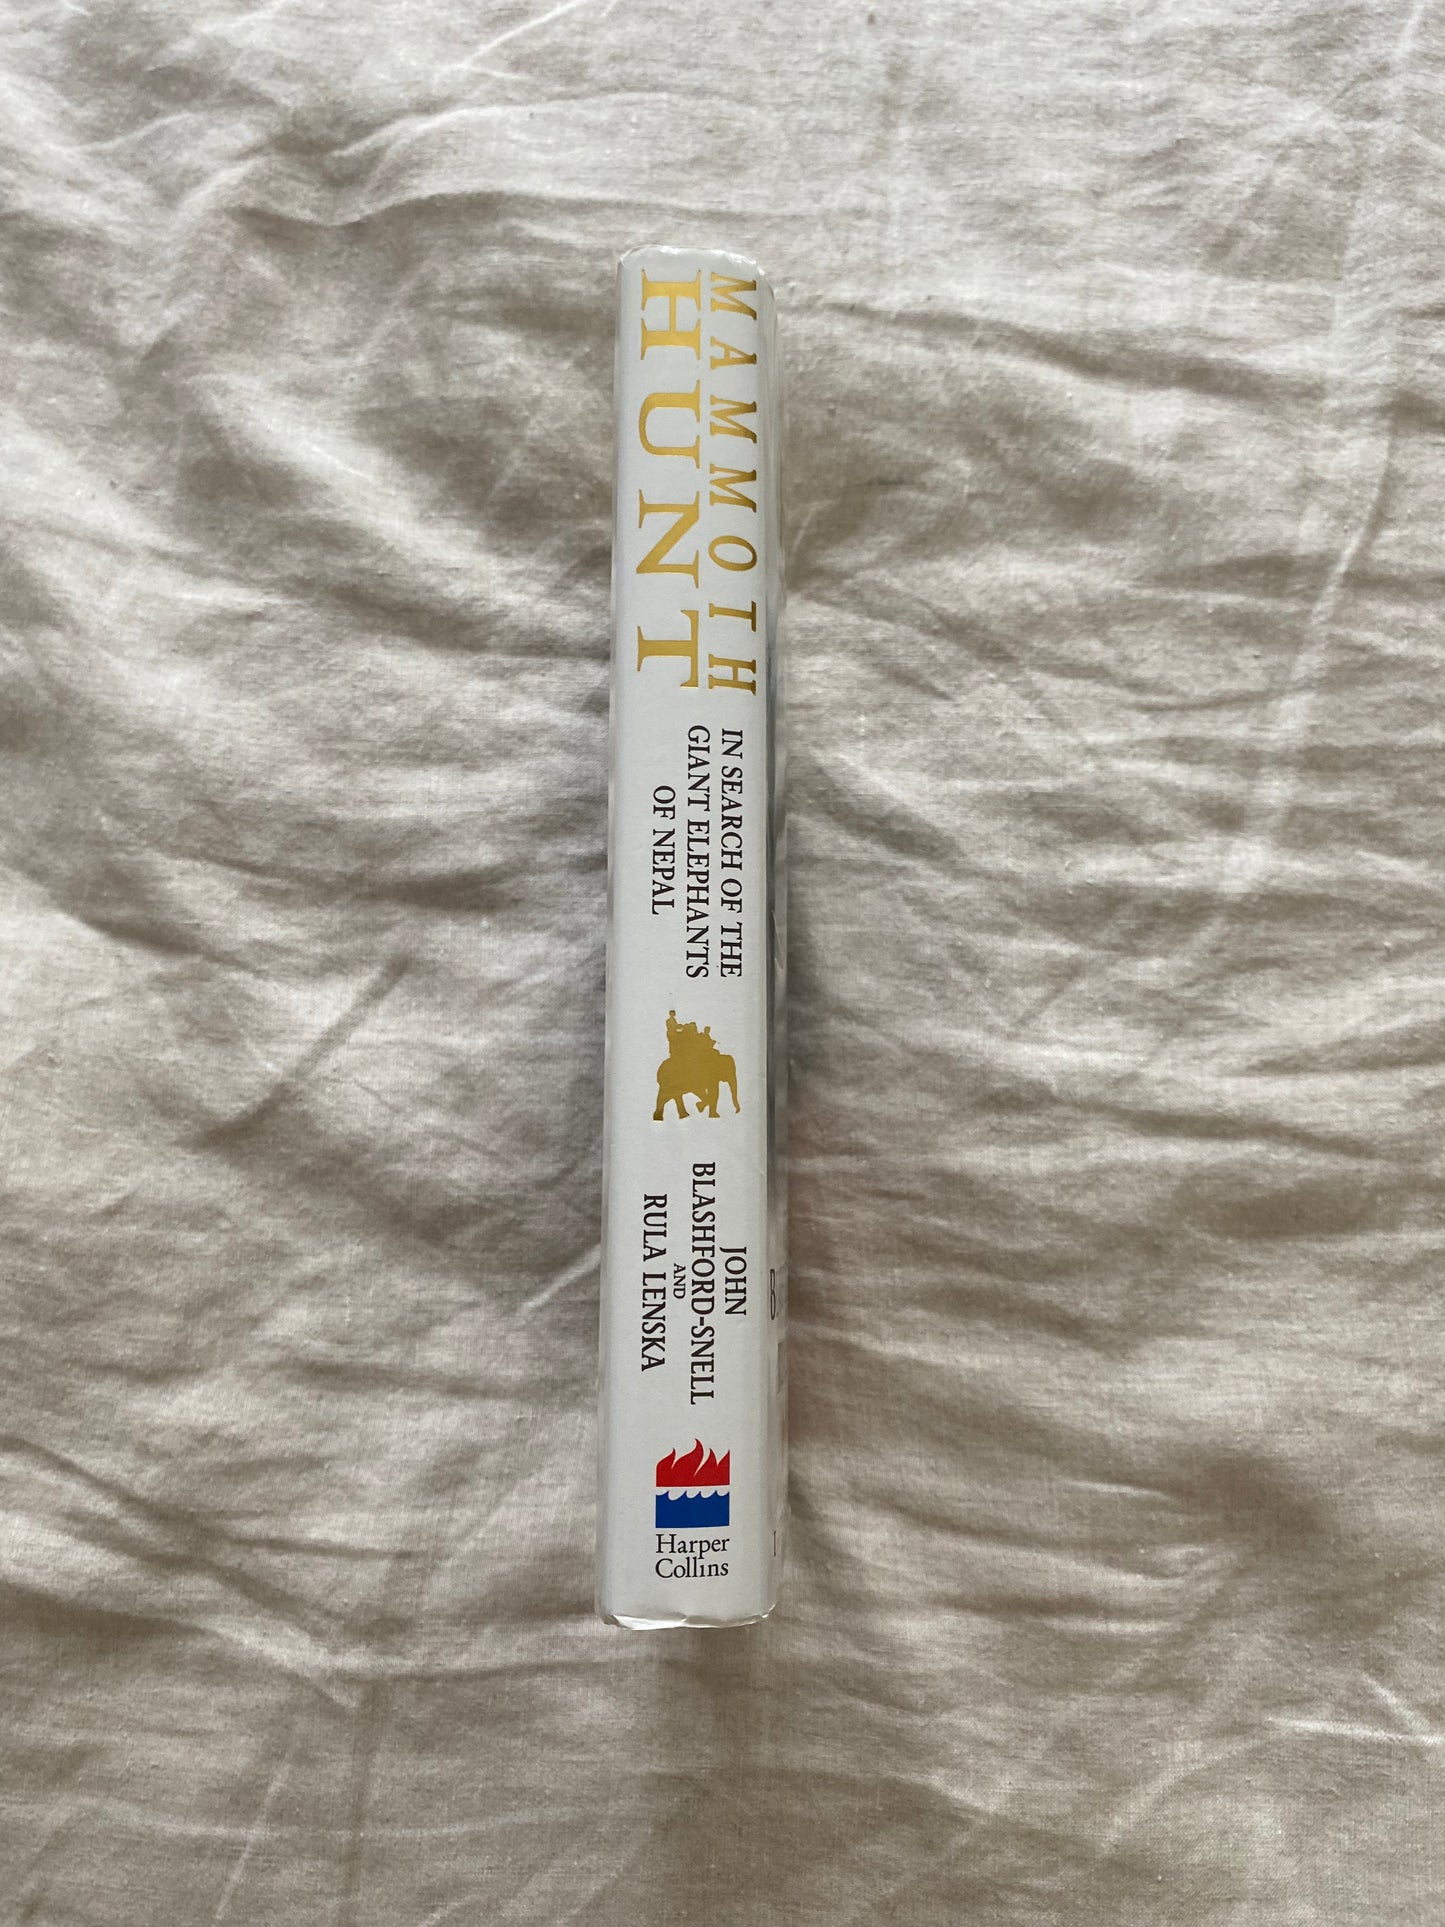 MAMMOTH
HUNT
IN SEARCH OF THE
GIANT ELEPHANTS
OF NEPAL
JOHN
BLASHFORD-SNELL
AND
RULA LENSKA
Harper
Collins